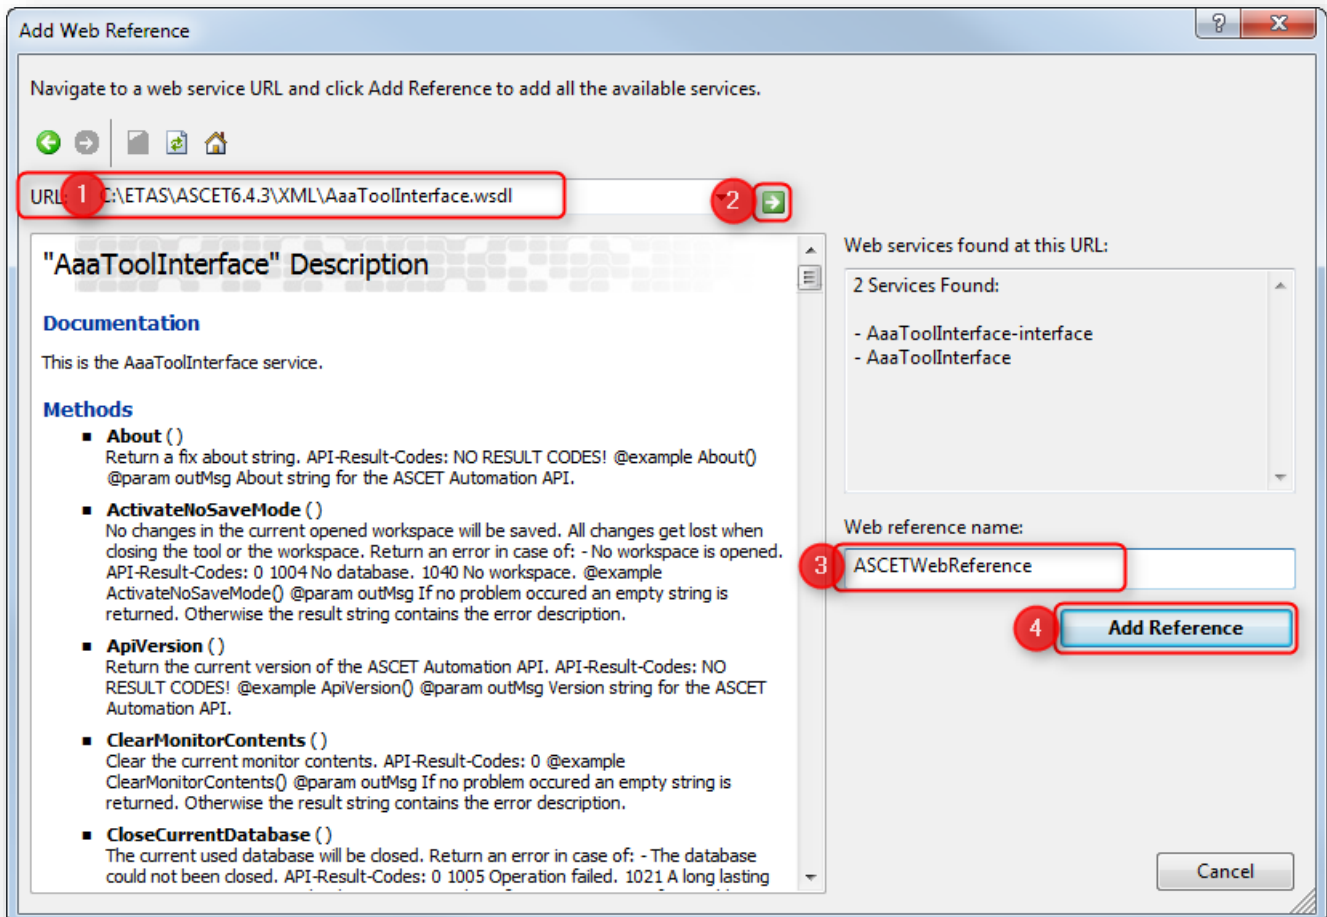 Add Web Reference
Navigate to a web service URL and click Add Reference to add all the available services.
URL: 1 C:\ETAS\ASCET6.4.3\XML\AaaToolInterface.wsdl 2
"AaaToolInterface" Description
Documentation
This is the AaaToolInterface service.
Methods
■ About ()
Return a fix about string. API-Result-Codes: NO RESULT CODES! @example About()
@param outMsg About string for the ASCET Automation API.
■ ActivateNoSaveMode ()
No changes in the current opened workspace will be saved. All changes get lost when
closing the tool or the workspace. Return an error in case of: - No workspace is opened.
API-Result-Codes: 0 1004 No database. 1040 No workspace. @example
ActivateNoSaveMode() @param outMsg If no problem occured an empty string is
returned. Otherwise the result string contains the error description.
■ ApiVersion ()
Return the current version of the ASCET Automation API. API-Result-Codes: NO
RESULT CODES! @example ApiVersion() @param outMsg Version string for the ASCET
Automation API.
■ ClearMonitorContents ()
Clear the current monitor contents. API-Result-Codes: 0 @example
ClearMonitorContents() @param outMsg If no problem occured an empty string is
returned. Otherwise the result string contains the error description.
■ CloseCurrentDatabase ()
The current used database will be closed. Return an error in case of: - The database
could not been closed. API-Result-Codes: 0 1005 Operation failed. 1021 A long lasting
Web services found at this URL:
2 Services Found:
- AaaToolInterface-interface
- AaaToolInterface
Web reference name:
3 ASCETWebReference
4 Add Reference
Cancel